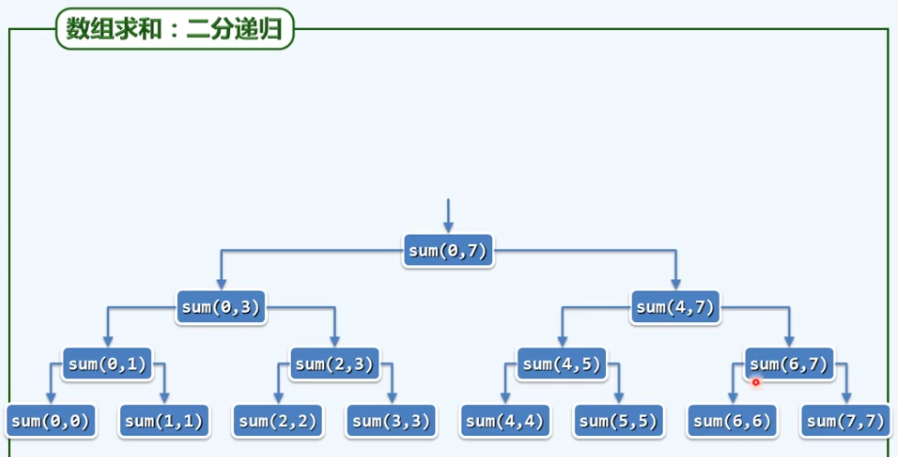 数组求和：二分递归
sum(0,7)
sum(0,3) sum(4,7)
sum(0,1) sum(2,3) sum(4,5) sum(6,7)
sum(0,0) sum(1,1) sum(2,2) sum(3,3) sum(4,4) sum(5,5) sum(6,6) sum(7,7)